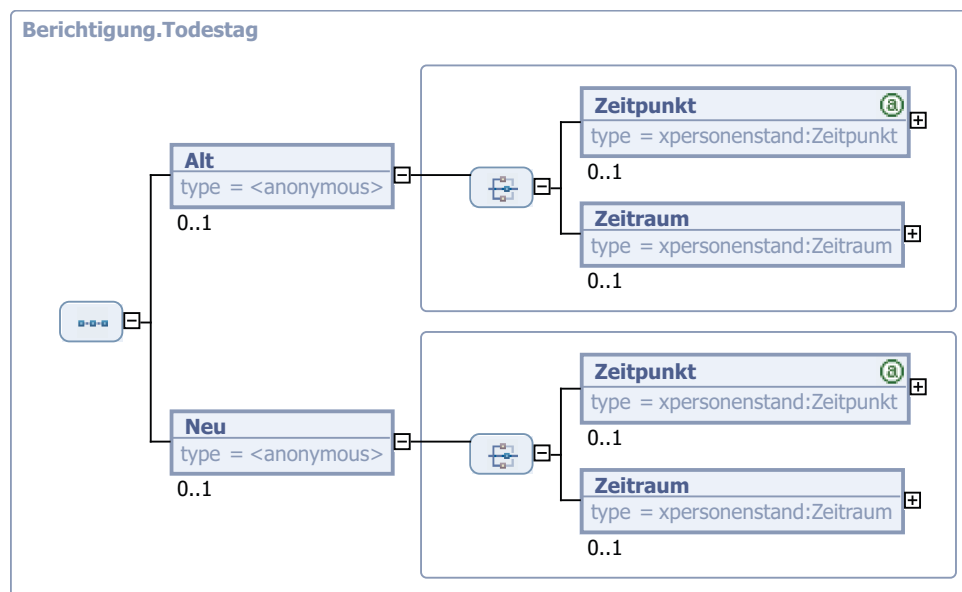 Berichtigung.Todestag
Zeitpunkt
@
type = xpersonenstand:Zeitpunkt
0..1
Alt
type = <anonymous>
0..1
Zeitraum
type = xpersonenstand:Zeitraum
0..1
Zeitpunkt
@
type = xpersonenstand:Zeitpunkt
0..1
Neu
type = <anonymous>
0..1
Zeitraum
type = xpersonenstand:Zeitraum
0..1